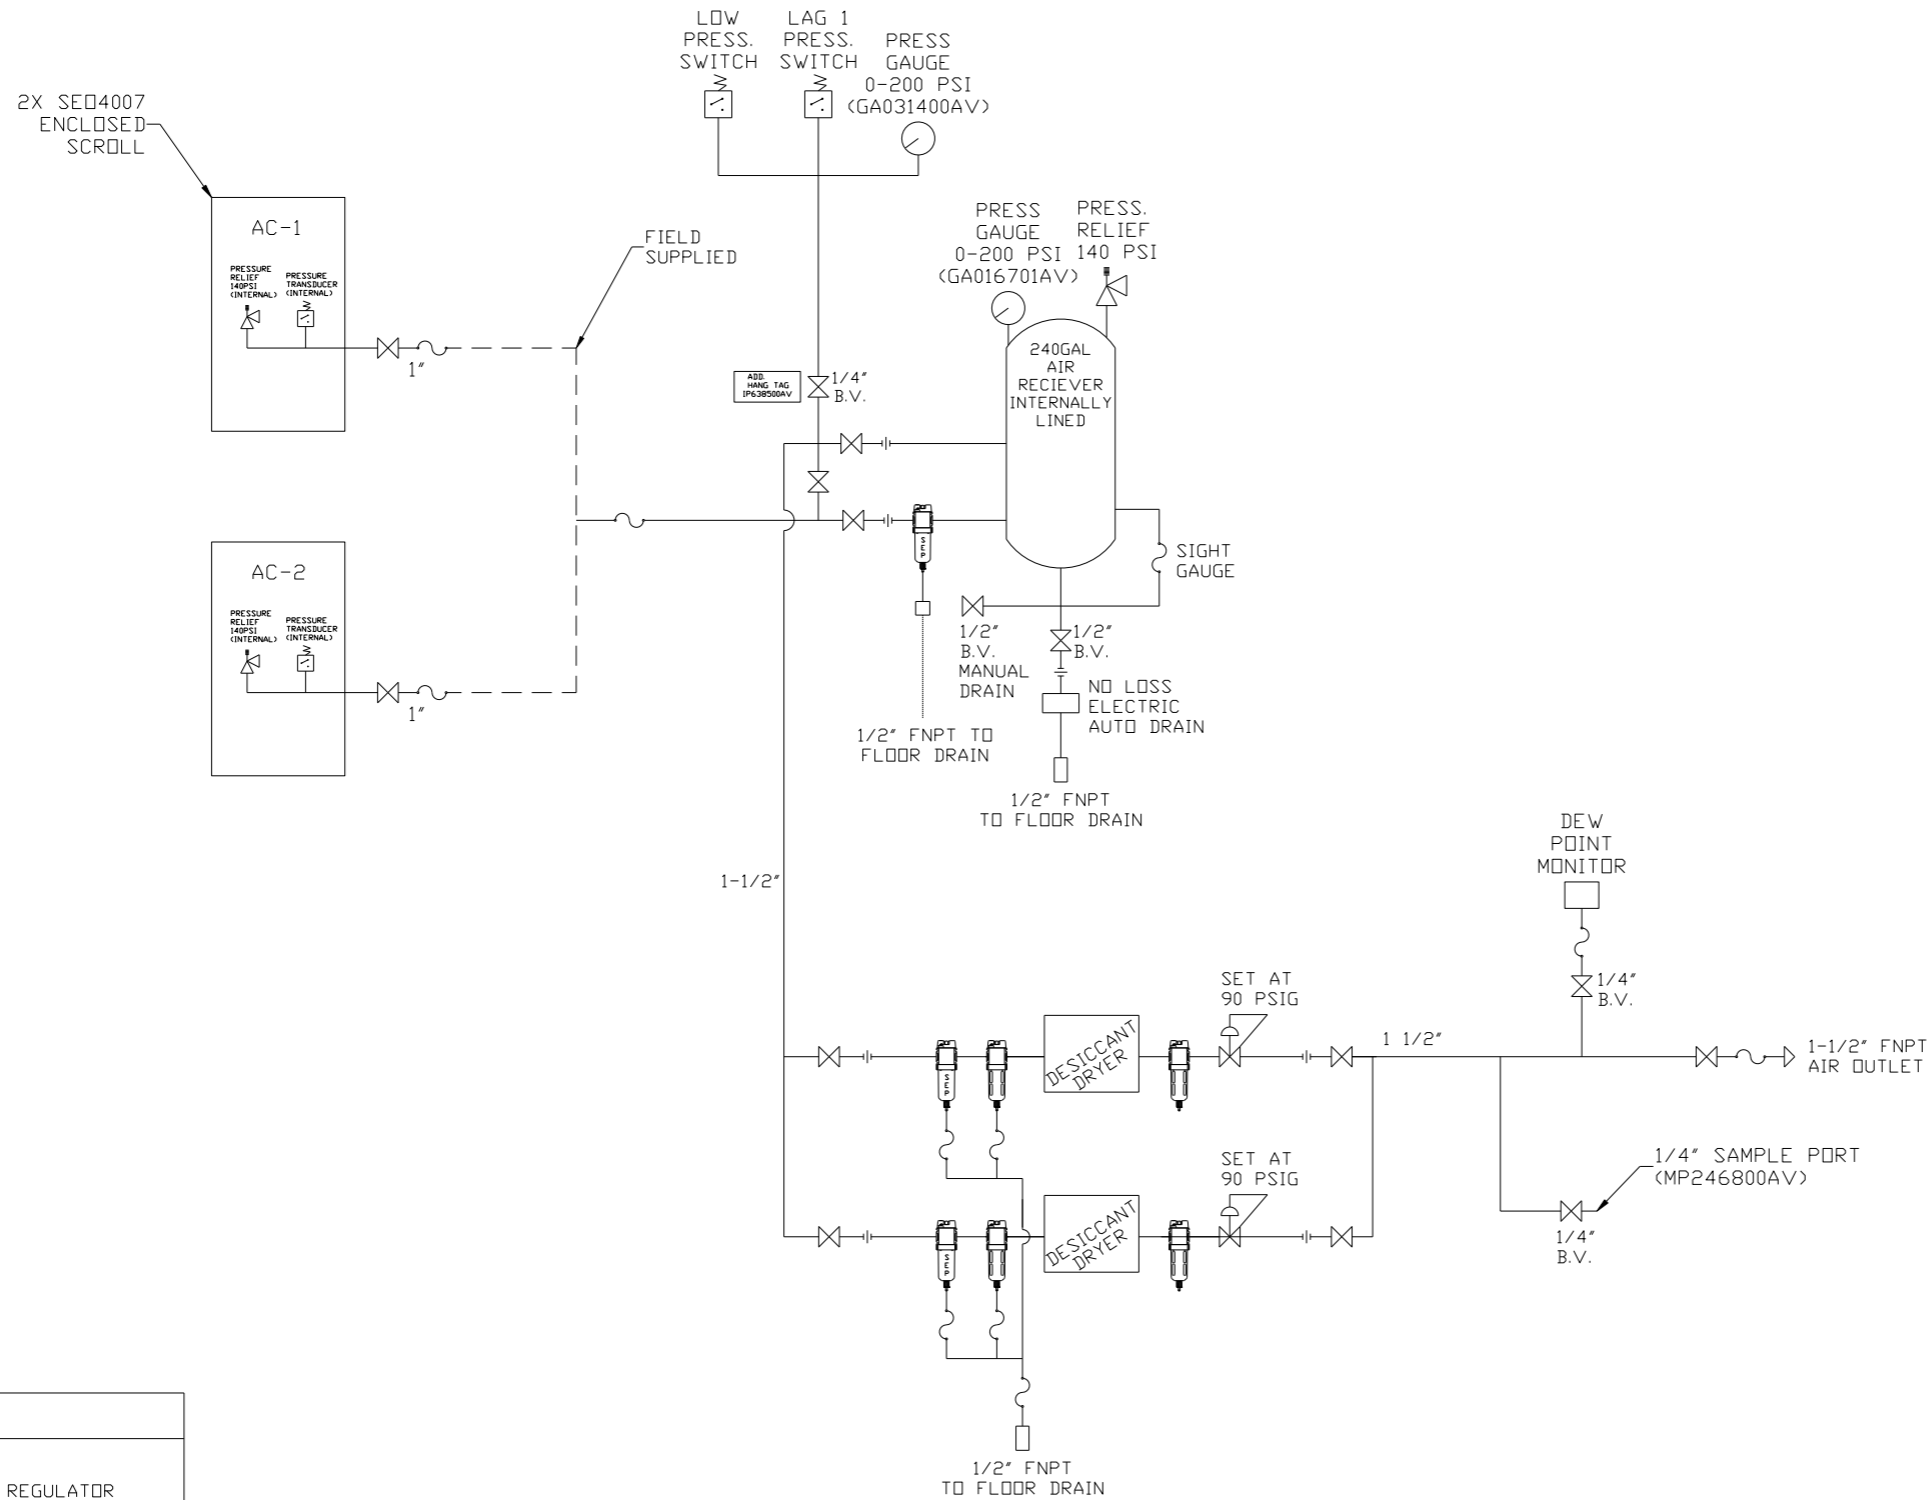 LOW
PRESS.
SWITCH
LAG 1
PRESS.
SWITCH
PRESS
GAUGE
0-200 PSI
(GA031400AV)
2X SEO4007
ENCLOSED
SCROLL
AC-1
PRESSURE
RELIEF
140PSI
(INTERNAL)
PRESSURE
TRANSDUCER
(INTERNAL)
1"
FIELD
SUPPLIED
PRESS
GAUGE
0-200 PSI
(GA016701AV)
PRESS.
RELIEF
140 PSI
240GAL
AIR
RECIEVER
INTERNALLY
LINED
ADD
HANG TAG
IP638500AV
1/4"
B.V.
SEP
SIGHT
GAUGE
AC-2
PRESSURE
RELIEF
140PSI
(INTERNAL)
PRESSURE
TRANSDUCER
(INTERNAL)
1"
1/2"
B.V.
MANUAL
DRAIN
1/2"
B.V.
NO LOSS
ELECTRIC
AUTO DRAIN
1/2" FNPT TO
FLOOR DRAIN
1/2" FNPT
TO FLOOR DRAIN
1-1/2"
DEW
POINT
MONITOR
1/4"
B.V.
SET AT
90 PSIG
SEP
DESICCANT
DRYER
1 1/2"
1-1/2" FNPT
AIR OUTLET
SET AT
90 PSIG
SEP
DESICCANT
DRYER
1/4" SAMPLE PORT
(MP246800AV)
1/4"
B.V.
1/2" FNPT
TO FLOOR DRAIN
REGULATOR